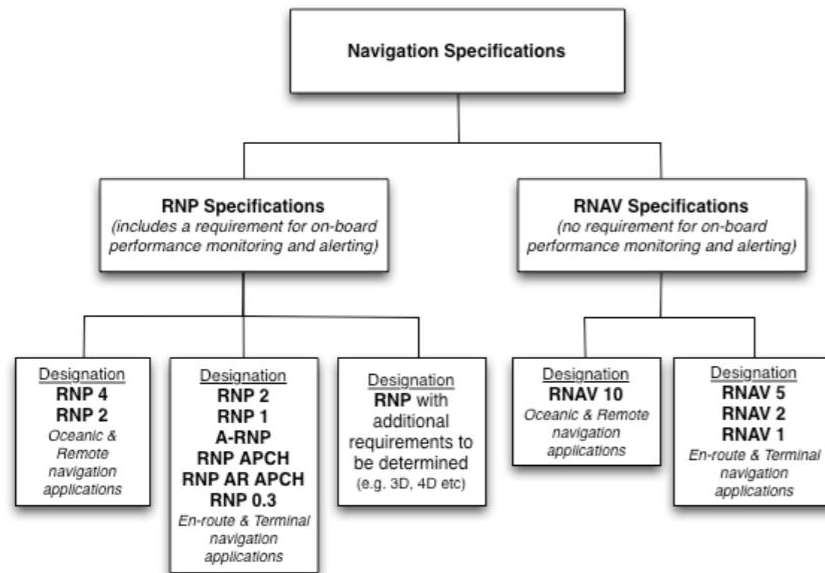 Navigation Specifications
RNP Specifications
(includes a requirement for on-board
performance monitoring and alerting)
RNAV Specifications
(no requirement for on-board
performance monitoring and alerting)
Designation
RNP 4
RNP 2
Oceanic &
Remote
navigation
applications
Designation
RNP 2
RNP 1
A-RNP
RNP APCH
RNP AR APCH
RNP 0.3
En-route & Terminal
navigation
applications
Designation
RNP with
additional
requirements to
be determined
(e.g. 3D, 4D etc)
Designation
RNAV 10
Oceanic & Remote
navigation
applications
Designation
RNAV 5
RNAV 2
RNAV 1
En-route & Terminal
navigation
applications